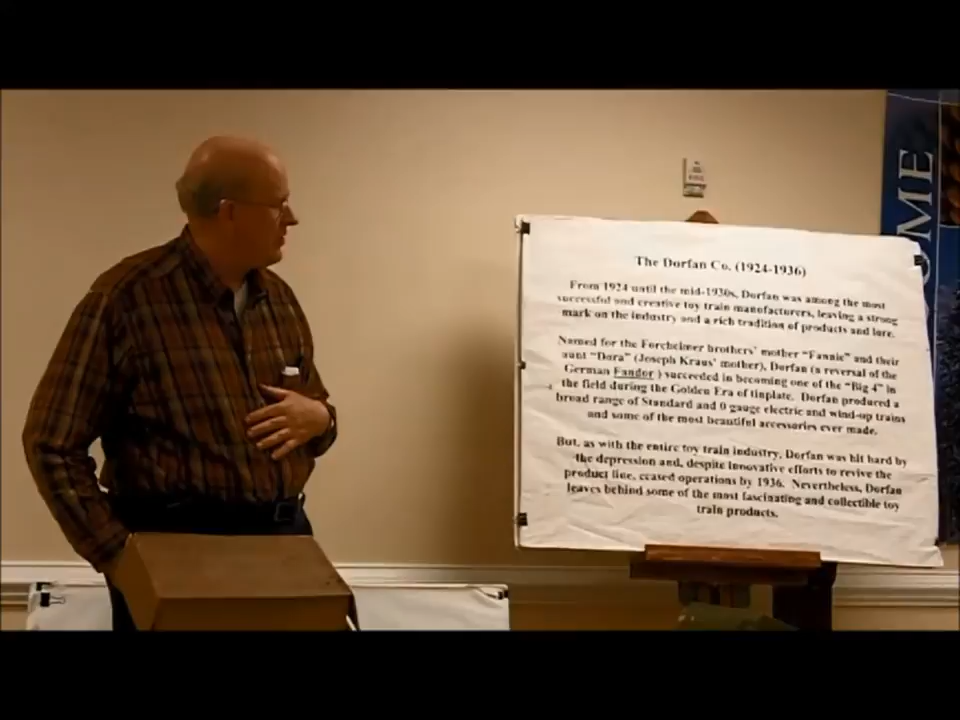 The Dorfan Co. (1924-1936)
From 1924 until the mid-1930s, Dorfan was among the most
successful and creative toy train manufacturers, leaving a strong
mark on the industry and a rich tradition of products and lore.
Named for the Forcheimer brothers' mother "Fannie" and their
aunt "Dora" (Joseph Kraus' mother), Dorfan (a reversal of the
German Fandor ) succeeded in becoming one of the "Big 4" in
the field during the Golden Era of tinplate. Dorfan produced a
broad range of Standard and 0 gauge electric and wind-up trains
and some of the most beautiful accessories ever made.
But, as with the entire toy train industry, Dorfan was hit hard by
the depression and, despite innovative efforts to revive the
product line, ceased operations by 1936. Nevertheless, Dorfan
leaves behind some of the most fascinating and collectible toy
train products.
OME